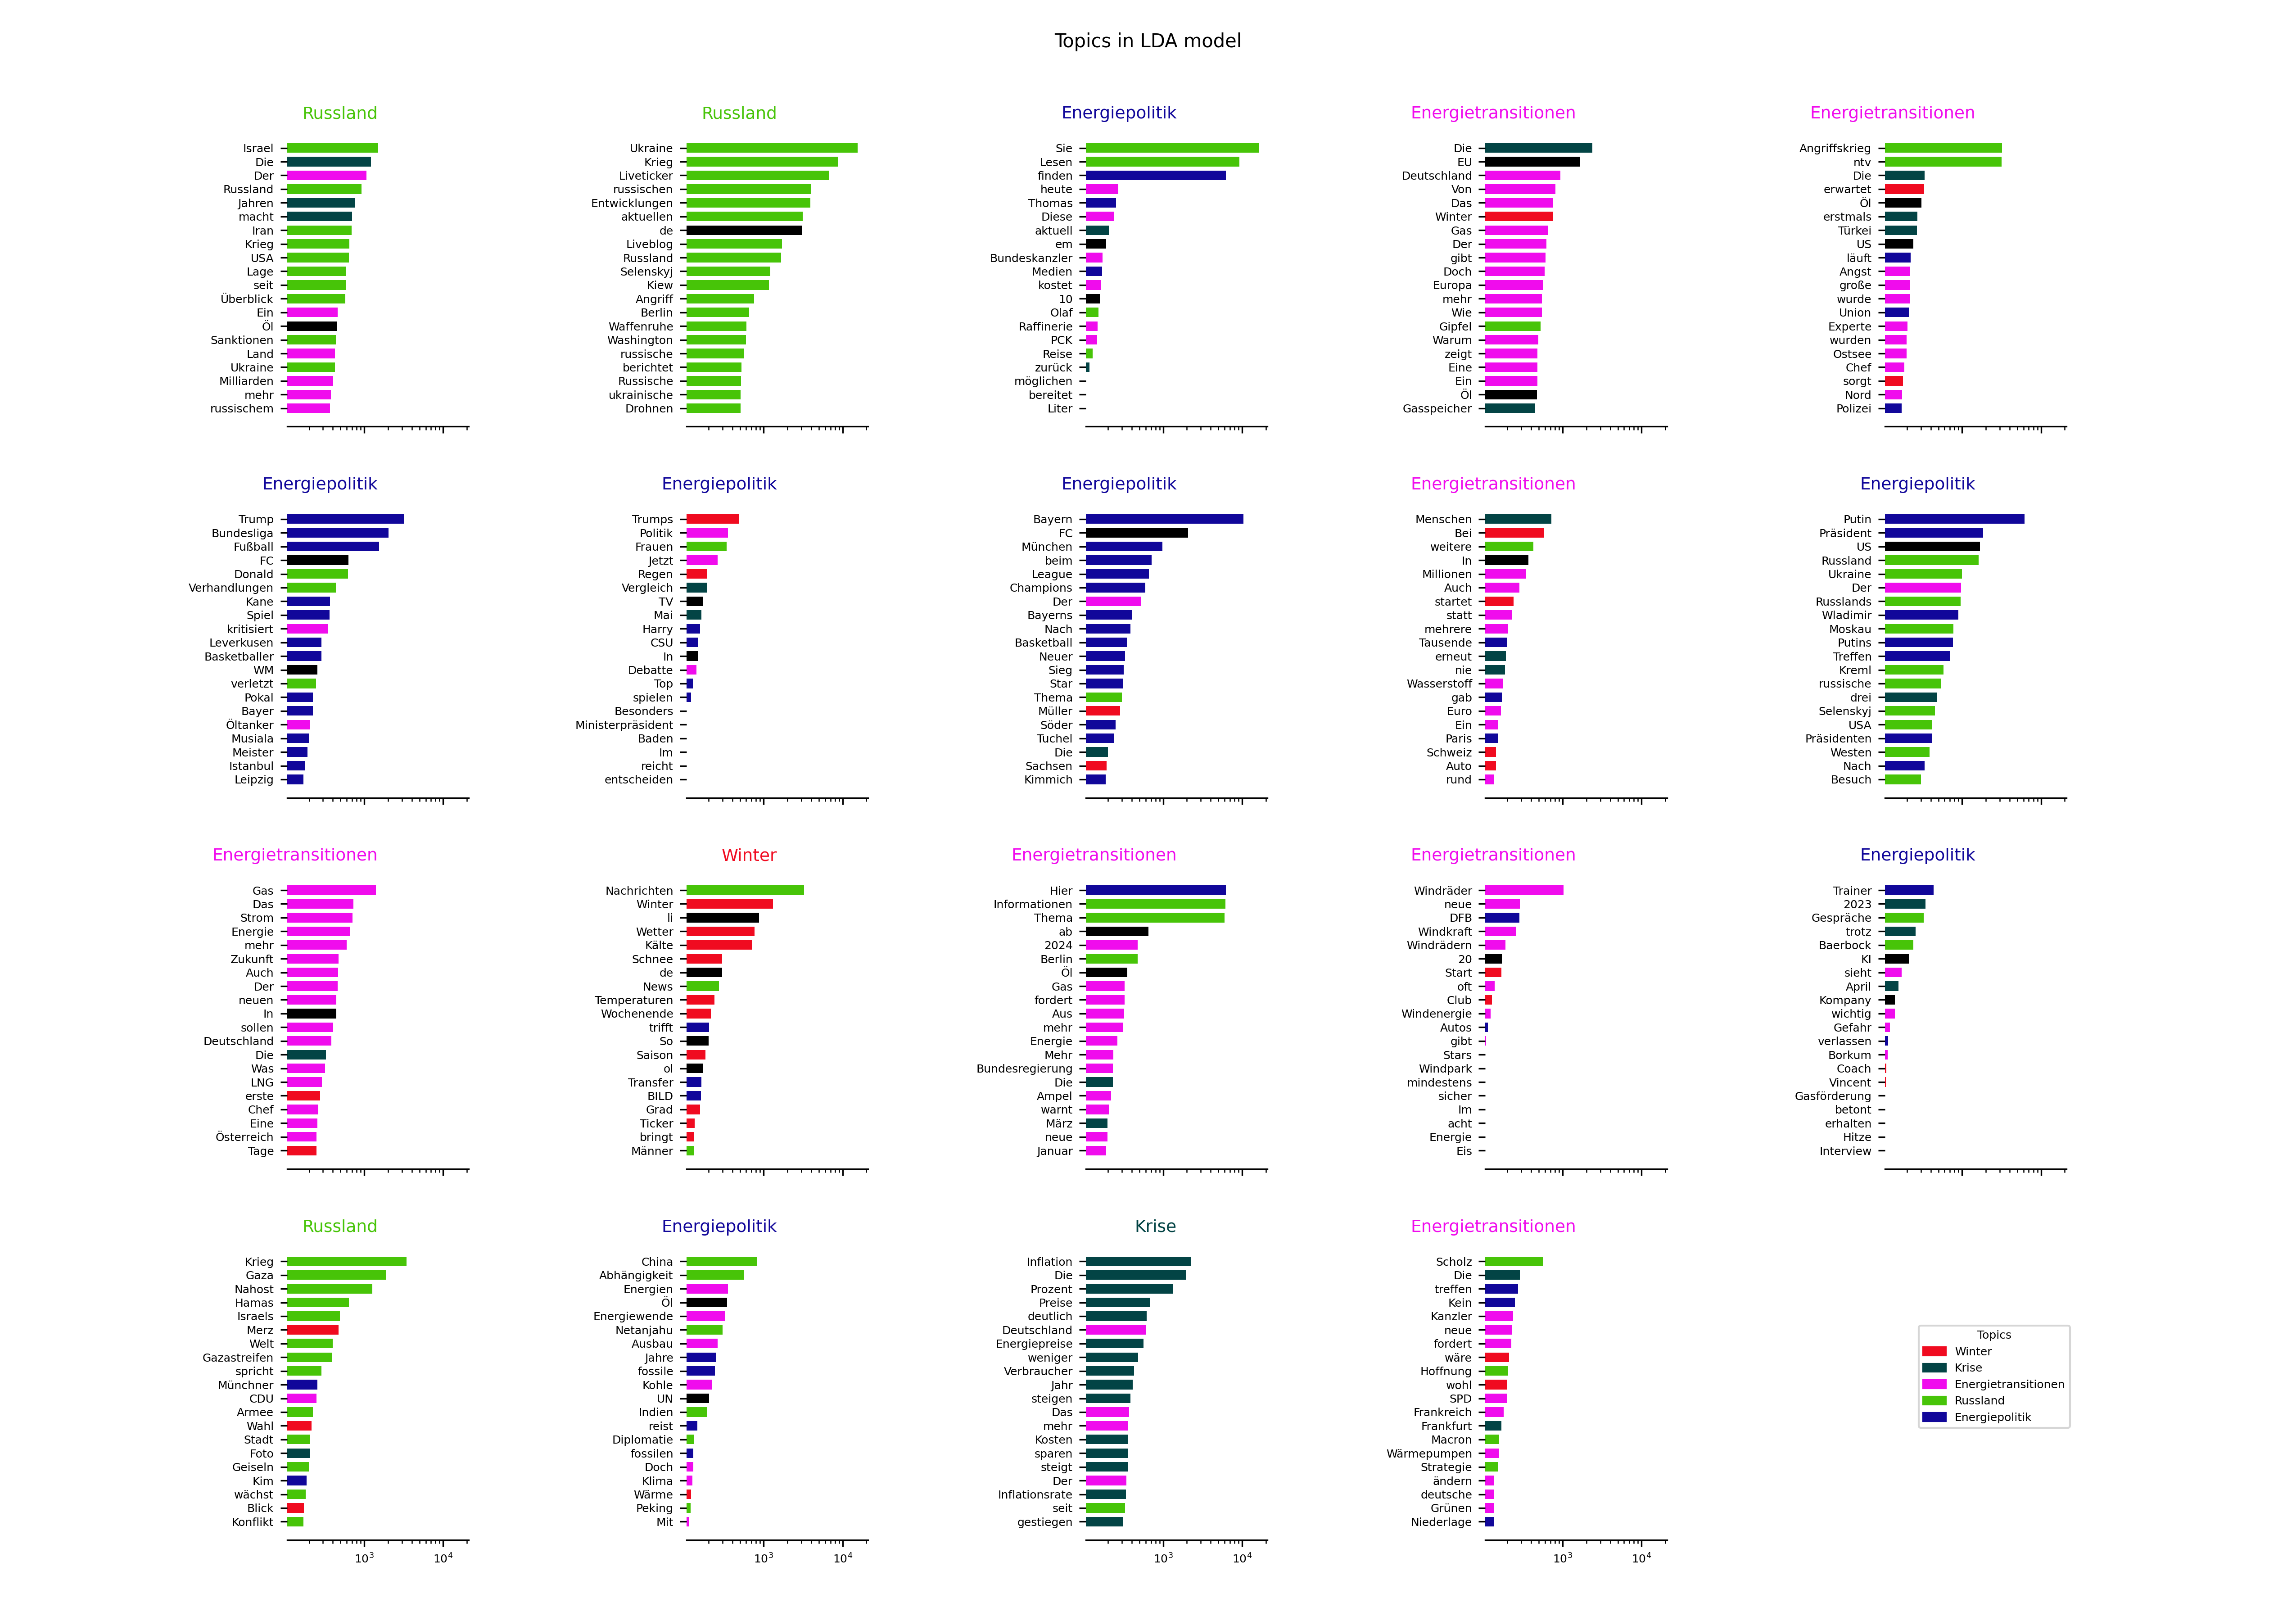 Topics in LDA model
Russland
Israel
Die
Der
Russland
Jahren
macht
Iran
Krieg
USA
Lage
seit
Überblick
Ein
Öl
Sanktionen
Land
Ukraine
Milliarden
mehr
russischem
Russland
Ukraine
Krieg
Liveticker
russischen
Entwicklungen
aktuellen
de
Liveblog
Russland
Selenskyj
Kiew
Angriff
Berlin
Waffenruhe
Washington
russische
berichtet
Russische
ukrainische
Drohnen
Energiepolitik
Sie
Lesen
finden
heute
Thomas
Diese
aktuell
em
Bundeskanzler
Medien
kostet
10
Olaf
Raffinerie
PCK
Reise
zurück
möglichen
bereitet
Liter
Energietransitionen
Die
EU
Deutschland
Von
Das
Winter
Gas
Der
gibt
Doch
Europa
mehr
Wie
Gipfel
Warum
zeigt
Eine
Ein
Öl
Gasspeicher
Energietransitionen
Angriffskrieg
ntv
Die
erwartet
Öl
erstmals
Türkei
US
läuft
Angst
große
wurde
Union
Experte
wurden
Ostsee
Chef
sorgt
Nord
Polizei
Energiepolitik
Trump
Bundesliga
Fußball
FC
Donald
Verhandlungen
Kane
Spiel
kritisiert
Leverkusen
Basketballer
WM
verletzt
Pokal
Bayer
Öltanker
Musiala
Meister
Istanbul
Leipzig
Energiepolitik
Trumps
Politik
Frauen
Jetzt
Regen
Vergleich
TV
Mai
Harry
CSU
In
Debatte
Top
spielen
Besonders
Ministerpräsident
Baden
Im
reicht
entscheiden
Energiepolitik
Bayern
FC
München
beim
League
Champions
Der
Bayerns
Nach
Basketball
Neuer
Sieg
Star
Thema
Müller
Söder
Tuchel
Die
Sachsen
Kimmich
Energietransitionen
Menschen
Bei
weitere
In
Millionen
Auch
startet
statt
mehrere
Tausende
erneut
nie
Wasserstoff
gab
Euro
Ein
Paris
Schweiz
Auto
rund
Energiepolitik
Putin
Präsident
US
Russland
Ukraine
Der
Russlands
Wladimir
Moskau
Putins
Treffen
Kreml
russische
drei
Selenskyj
USA
Präsidenten
Westen
Nach
Besuch
Energietransitionen
Gas
Das
Strom
Energie
mehr
Zukunft
Auch
Der
neuen
In
sollen
Deutschland
Die
Was
LNG
erste
Chef
Eine
Österreich
Tage
Winter
Nachrichten
Winter
li
Wetter
Kälte
Schnee
de
News
Temperaturen
Wochenende
trifft
So
Saison
ol
Transfer
BILD
Grad
Ticker
bringt
Männer
Energietransitionen
Hier
Informationen
Thema
ab
2024
Berlin
Öl
Gas
fordert
Aus
mehr
Energie
Mehr
Bundesregierung
Die
Ampel
warnt
März
neue
Januar
Energietransitionen
Windräder
neue
DFB
Windkraft
Windrädern
20
Start
oft
Club
Windenergie
Autos
gibt
Stars
Windpark
mindestens
sicher
Im
acht
Energie
Eis
Energiepolitik
Trainer
2023
Gespräche
trotz
Baerbock
KI
sieht
April
Kompany
wichtig
Gefahr
verlassen
Borkum
Coach
Vincent
Gasförderung
betont
erhalten
Hitze
Interview
Russland
Krieg
Gaza
Nahost
Hamas
Israels
Merz
Welt
Gazastreifen
spricht
Münchner
CDU
Armee
Wahl
Stadt
Foto
Geiseln
Kim
wächst
Blick
Konflikt
10³ 10⁴
Energiepolitik
China
Abhängigkeit
Energien
Öl
Energiewende
Netanjahu
Ausbau
Jahre
fossile
Kohle
UN
Indien
reist
Diplomatie
fossilen
Doch
Klima
Wärme
Peking
Mit
10³ 10⁴
Krise
Inflation
Die
Prozent
Preise
deutlich
Deutschland
Energiepreise
weniger
Verbraucher
Jahr
steigen
Das
mehr
Kosten
sparen
steigt
Der
Inflationsrate
seit
gestiegen
10³ 10⁴
Energietransitionen
Scholz
Die
treffen
Kein
Kanzler
neue
fordert
wäre
Hoffnung
wohl
SPD
Frankreich
Frankfurt
Macron
Wärmepumpen
Strategie
ändern
deutsche
Grünen
Niederlage
10³ 10⁴
Topics
Winter
Krise
Energietransitionen
Russland
Energiepolitik